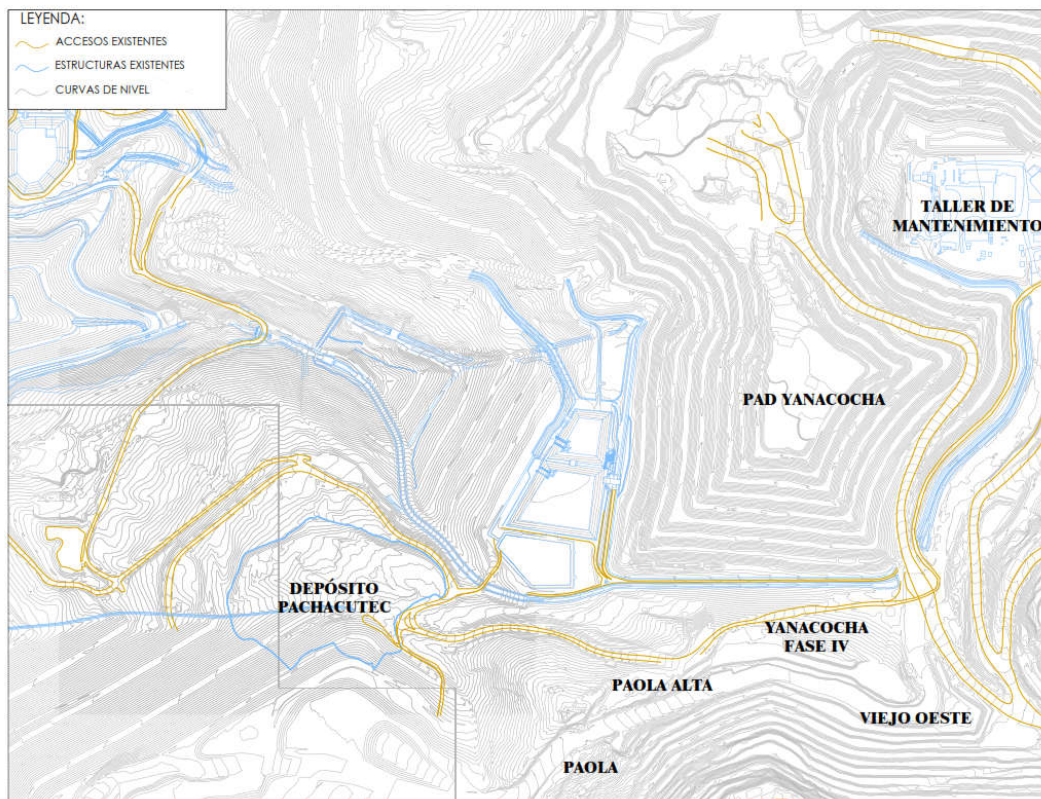 LEYENDA:
ACCESOS EXISTENTES
ESTRUCTURAS EXISTENTES
CURVAS DE NIVEL
TALLER DE
MANTENIMIENTO
PAD YANACOCHA
DEPÓSITO
PACHACUTEC
YANACOCHA
FASE IV
PAOLA ALTA
VIEJO OESTE
PAOLA